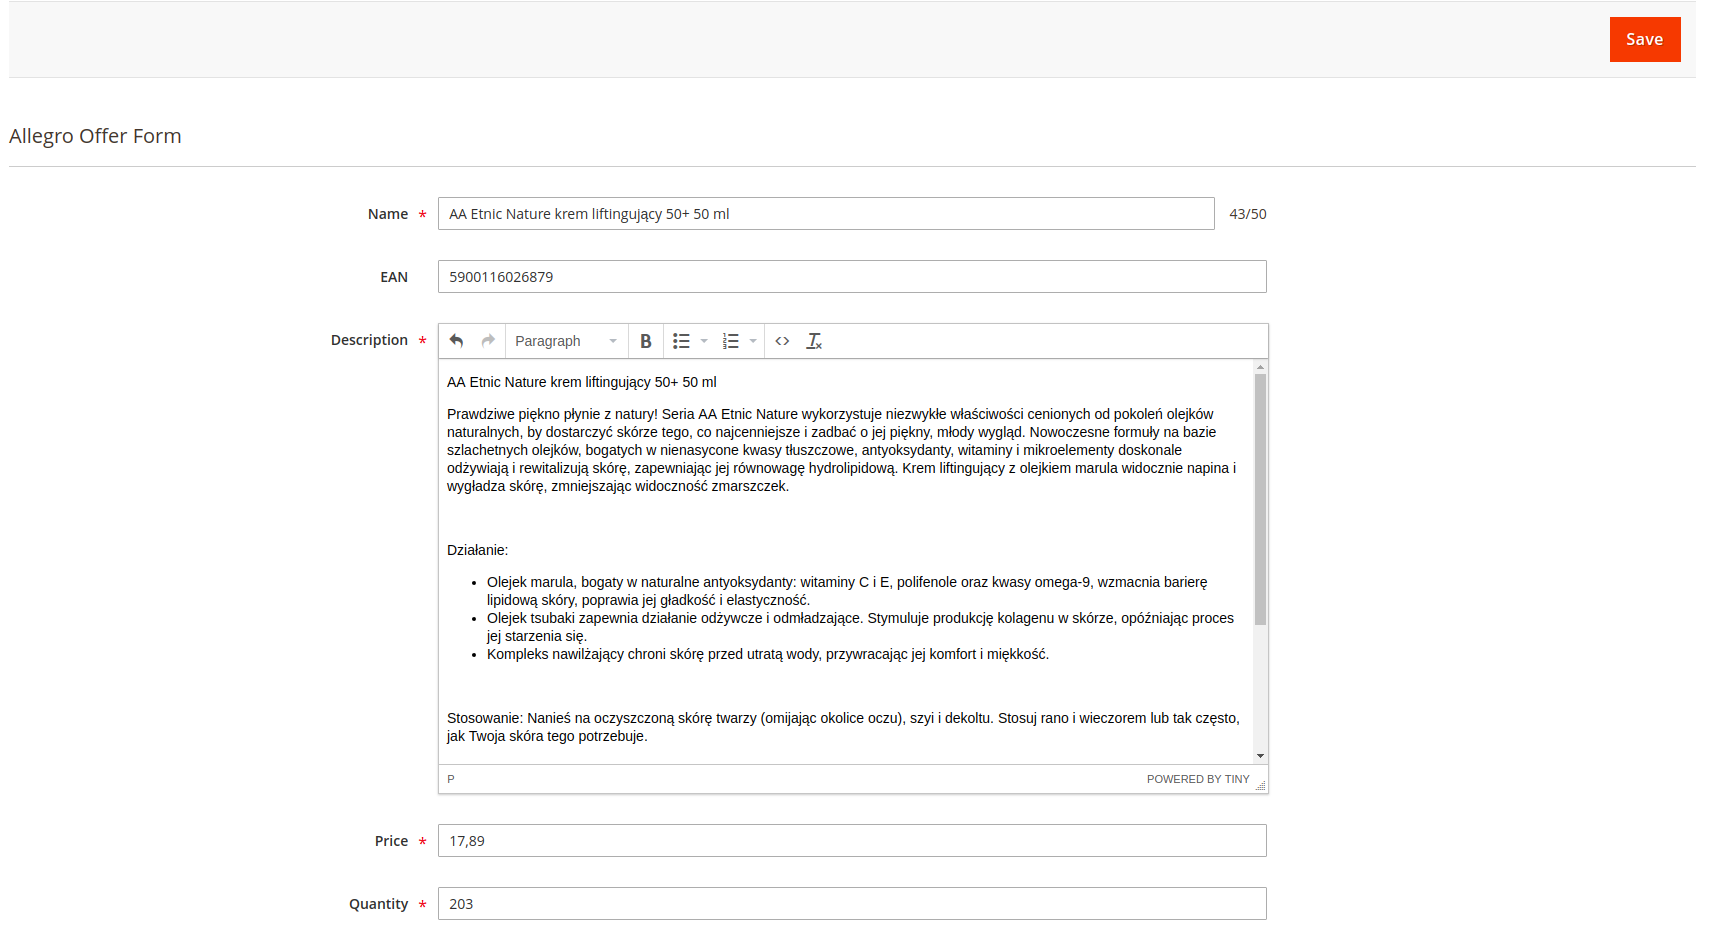 Save
Allegro Offer Form
Name *
AA Etnic Nature krem liftingujący 50+ 50 ml
43/50
EAN
5900116026879
Description *
Paragraph
B
AA Etnic Nature krem liftingujący 50+ 50 ml
Prawdziwe piękno płynie z natury! Seria AA Etnic Nature wykorzystuje niezwykłe właściwości cenionych od pokoleń olejków
naturalnych, by dostarczyć skórze tego, co najcenniejsze i zadbać o jej piękny, młody wygląd. Nowoczesne formuły na bazie
szlachetnych olejków, bogatych w nienasycone kwasy tłuszczowe, antyoksydanty, witaminy i mikroelementy doskonale
odżywiają i rewitalizują skórę, zapewniając jej równowagę hydrolipidową. Krem liftingujący z olejkiem marula widocznie napina i
wygładza skórę, zmniejszając widoczność zmarszczek.
Działanie:
• Olejek marula, bogaty w naturalne antyoksydanty: witaminy C i E, polifenole oraz kwasy omega-9, wzmacnia barierę
lipidową skóry, poprawia jej gładkość i elastyczność.
• Olejek tsubaki zapewnia działanie odżywcze i odmładzające. Stymuluje produkcję kolagenu w skórze, opóźniając proces
jej starzenia się.
• Kompleks nawilżający chroni skórę przed utratą wody, przywracając jej komfort i miękkość.
Stosowanie: Nanieś na oczyszczoną skórę twarzy (omijając okolice oczu), szyi i dekoltu. Stosuj rano i wieczorem lub tak często,
jak Twoja skóra tego potrzebuje.
P
POWERED BY TINY
Price *
17,89
Quantity *
203